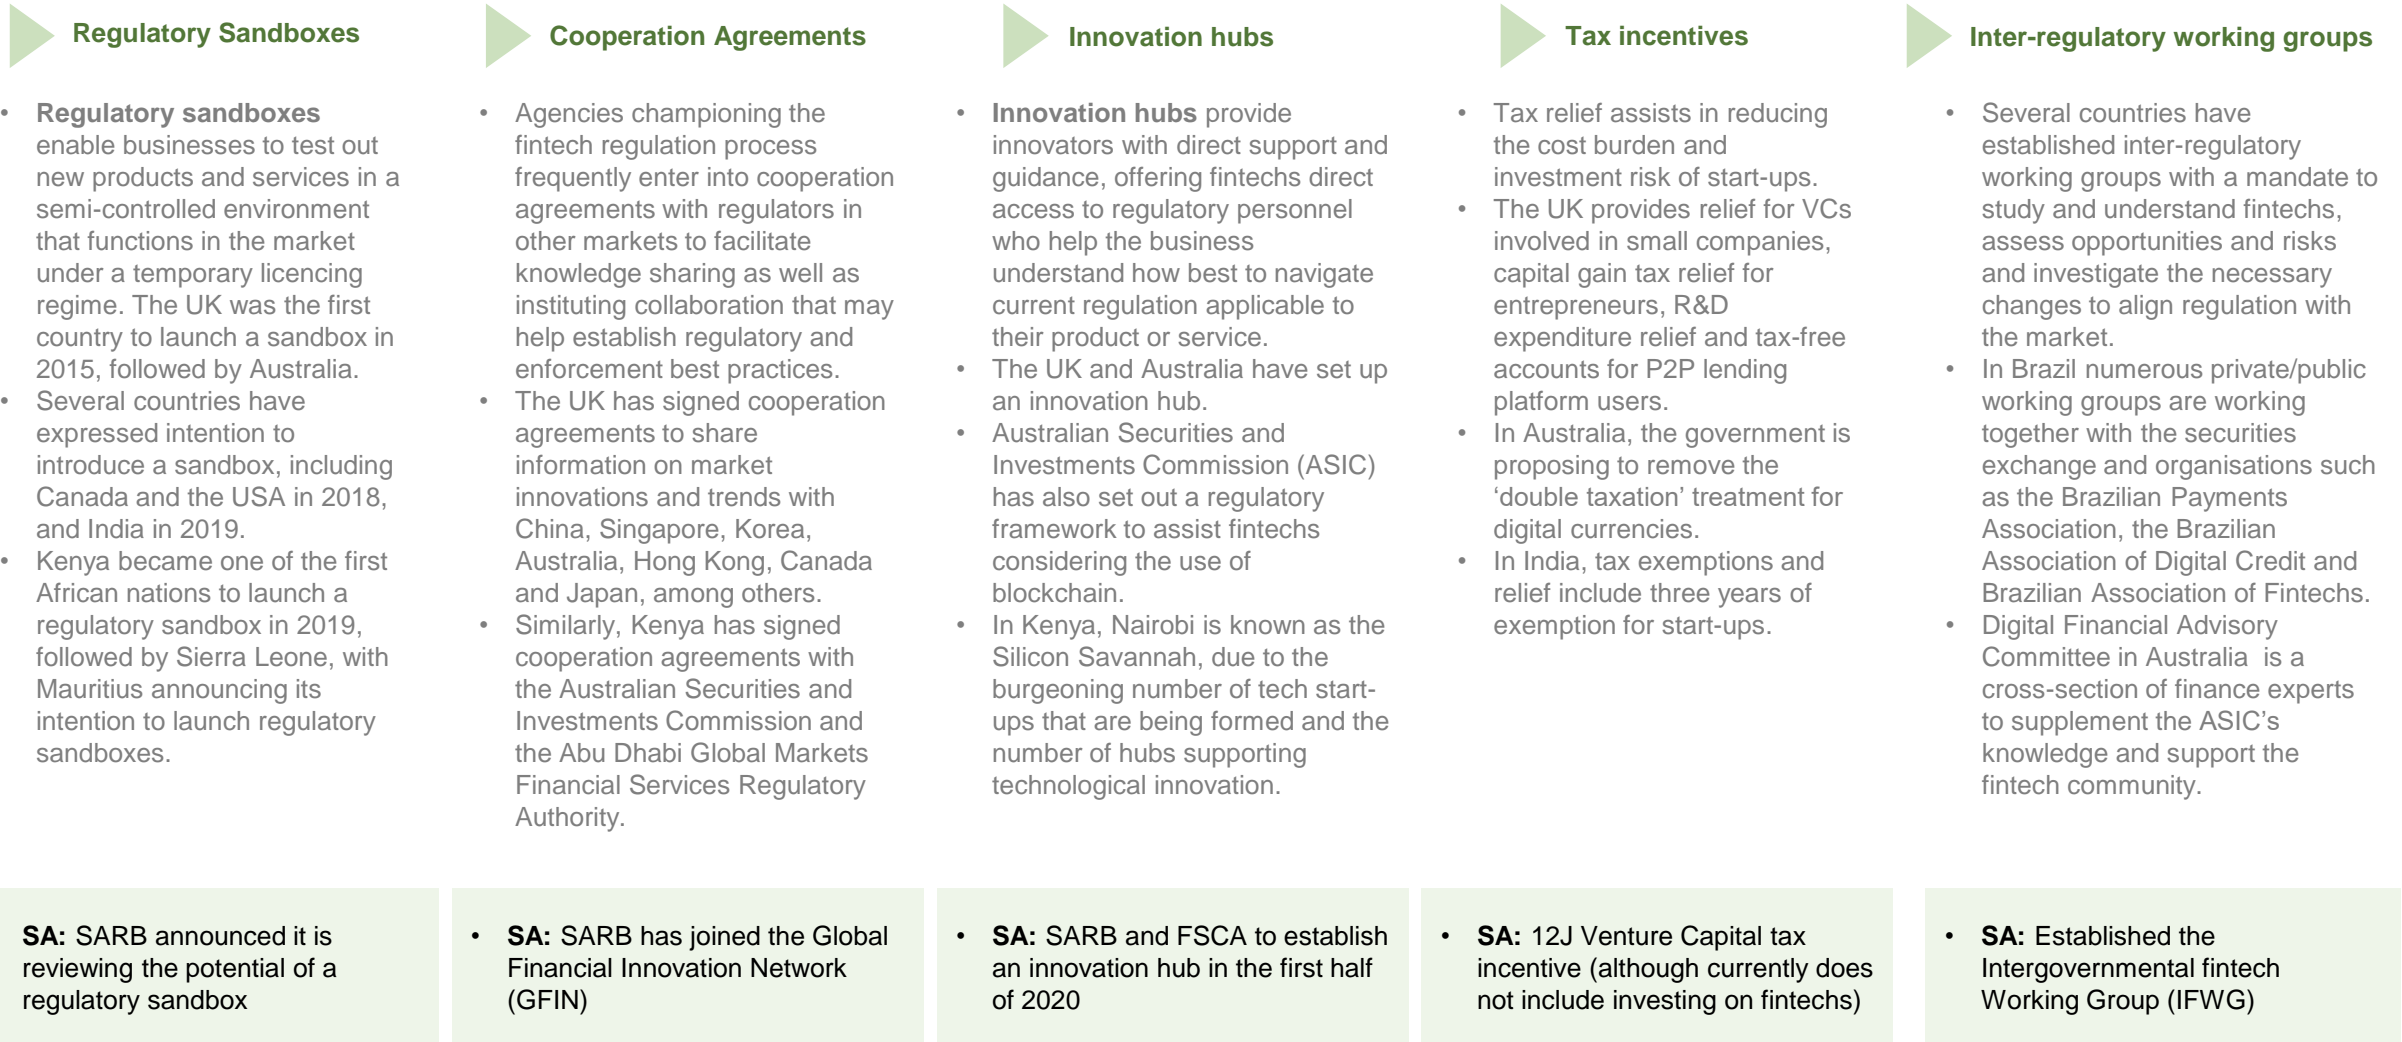 Regulatory Sandboxes
• Regulatory sandboxes
enable businesses to test out
new products and services in a
semi-controlled environment
that functions in the market
under a temporary licencing
regime. The UK was the first
country to launch a sandbox in
2015, followed by Australia.
• Several countries have
expressed intention to
introduce a sandbox, including
Canada and the USA in 2018,
and India in 2019.
• Kenya became one of the first
African nations to launch a
regulatory sandbox in 2019,
followed by Sierra Leone, with
Mauritius announcing its
intention to launch regulatory
sandboxes.
SA: SARB announced it is
reviewing the potential of a
regulatory sandbox
Cooperation Agreements
• Agencies championing the
fintech regulation process
frequently enter into cooperation
agreements with regulators in
other markets to facilitate
knowledge sharing as well as
instituting collaboration that may
help establish regulatory and
enforcement best practices.
• The UK has signed cooperation
agreements to share
information on market
innovations and trends with
China, Singapore, Korea,
Australia, Hong Kong, Canada
and Japan, among others.
• Similarly, Kenya has signed
cooperation agreements with
the Australian Securities and
Investments Commission and
the Abu Dhabi Global Markets
Financial Services Regulatory
Authority.
• SA: SARB has joined the Global
Financial Innovation Network
(GFIN)
Innovation hubs
• Innovation hubs provide
innovators with direct support and
guidance, offering fintechs direct
access to regulatory personnel
who help the business
understand how best to navigate
current regulation applicable to
their product or service.
• The UK and Australia have set up
an innovation hub.
• Australian Securities and
Investments Commission (ASIC)
has also set out a regulatory
framework to assist fintechs
considering the use of
blockchain.
• In Kenya, Nairobi is known as the
Silicon Savannah, due to the
burgeoning number of tech start-
ups that are being formed and the
number of hubs supporting
technological innovation.
• SA: SARB and FSCA to establish
an innovation hub in the first half
of 2020
Tax incentives
• Tax relief assists in reducing
the cost burden and
investment risk of start-ups.
• The UK provides relief for VCs
involved in small companies,
capital gain tax relief for
entrepreneurs, R&D
expenditure relief and tax-free
accounts for P2P lending
platform users.
• In Australia, the government is
proposing to remove the
‘double taxation’ treatment for
digital currencies.
• In India, tax exemptions and
relief include three years of
exemption for start-ups.
• SA: 12J Venture Capital tax
incentive (although currently does
not include investing on fintechs)
Inter-regulatory working groups
• Several countries have
established inter-regulatory
working groups with a mandate to
study and understand fintechs,
assess opportunities and risks
and investigate the necessary
changes to align regulation with
the market.
• In Brazil numerous private/public
working groups are working
together with the securities
exchange and organisations such
as the Brazilian Payments
Association, the Brazilian
Association of Digital Credit and
Brazilian Association of Fintechs.
• Digital Financial Advisory
Committee in Australia  is a
cross-section of finance experts
to supplement the ASIC’s
knowledge and support the
fintech community.
• SA: Established the
Intergovernmental fintech
Working Group (IFWG)